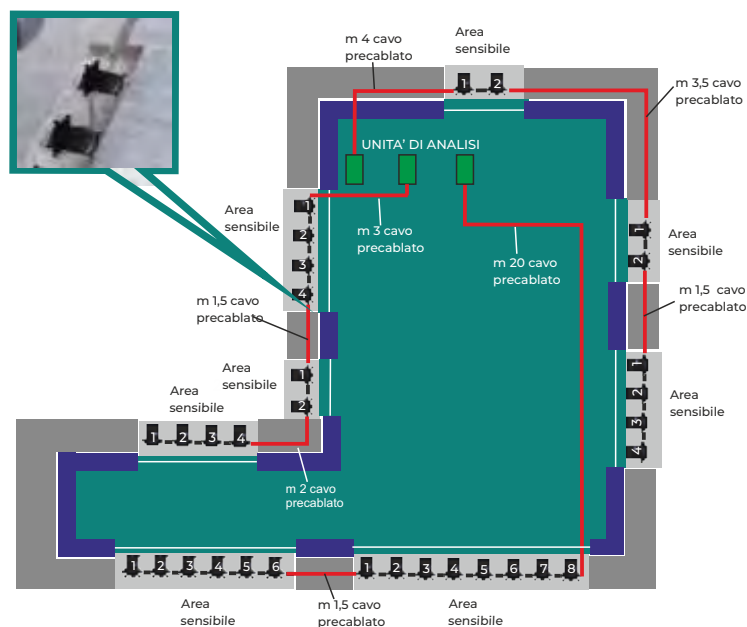 m 4 cavo
precablato
Area
sensibile
1 2
m 3,5 cavo
precablato
UNITA' DI ANALISI
Area
sensibile
1
2
3
4
m 3 cavo
precablato
m 20 cavo
precablato
1
2
Area
sensibile
m 1,5 cavo
precablato
m 1,5 cavo
precablato
Area
sensibile
1
2
1
2
3
4
Area
sensibile
Area
sensibile
1 2 3 4
m 2 cavo
precablato
1 2 3 4 5 6
1 2 3 4 5 6 7 8
Area
sensibile
m 1,5 cavo
precablato
Area
sensibile